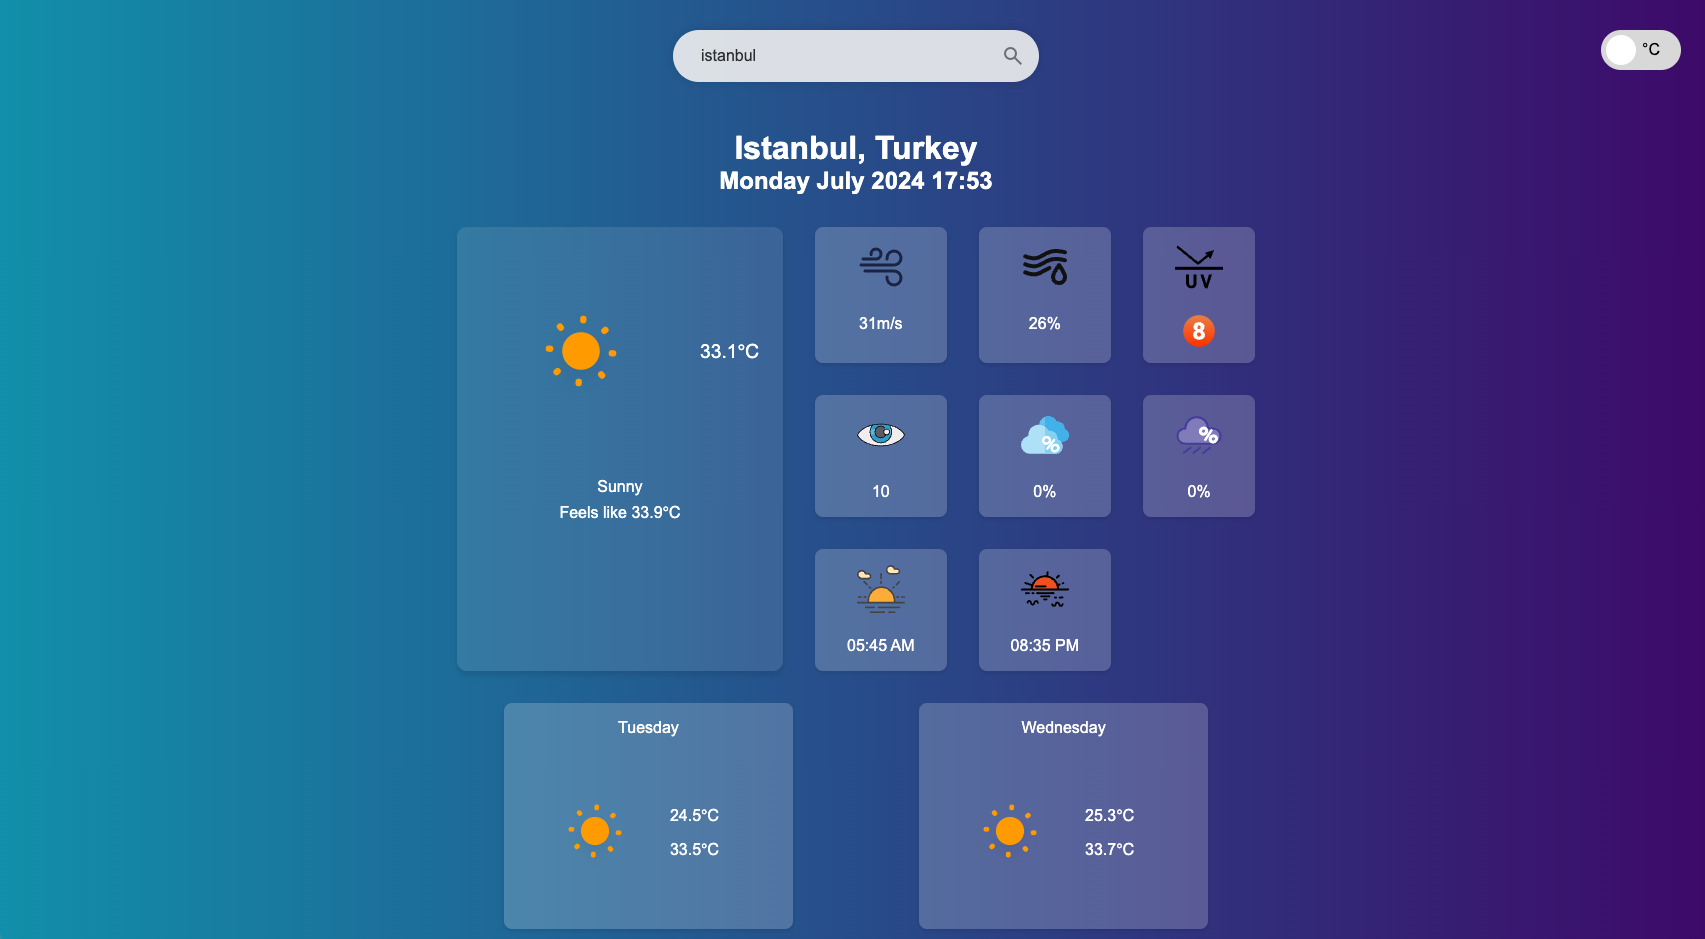 istanbul
°C
Istanbul, Turkey
Monday July 2024 17:53
33.1°C
Sunny
Feels like 33.9°C
31m/s
26%
UV
8
10
%
0%
%
0%
05:45 AM
08:35 PM
Tuesday
24.5°C
33.5°C
Wednesday
25.3°C
33.7°C